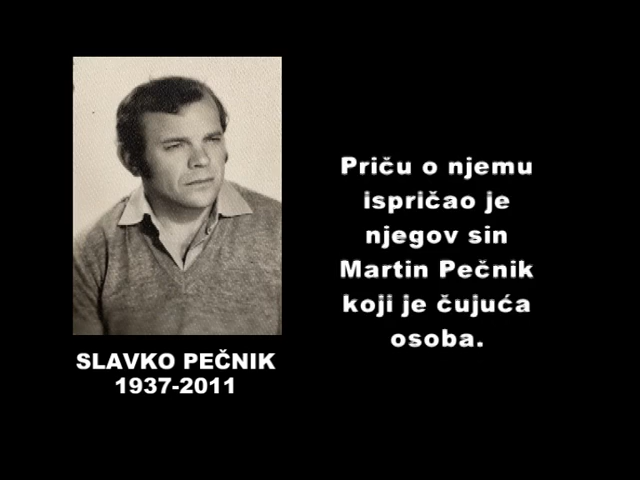 Priču o njemu
ispričao je
njegov sin
Martin Pečnik
koji je čujuća
osoba.
SLAVKO PEČNIK
1937-2011